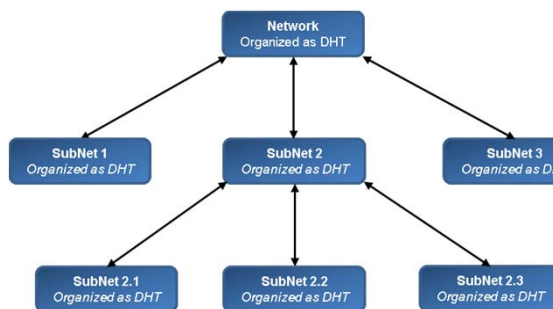 Network
Organized as DHT
SubNet 1
Organized as DHT
SubNet 2
Organized as DHT
SubNet 3
Organized as D
SubNet 2.1
Organized as DHT
SubNet 2.2
Organized as DHT
SubNet 2.3
Organized as DHT